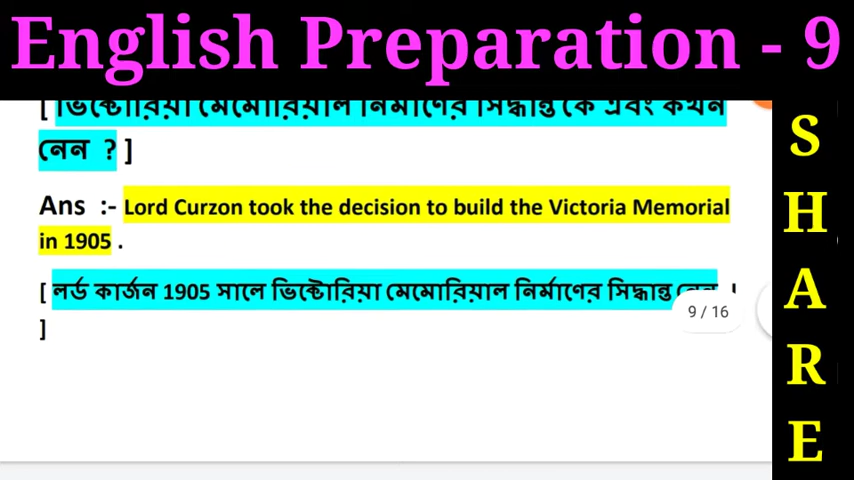 English Preparation - 9
[ ভিক্টোরিয়া মেমোরিয়াল নির্মাণের সিদ্ধান্ত কে এবং কখন
নেন ? ]
Ans :- Lord Curzon took the decision to build the Victoria Memorial
in 1905 .
[ লর্ড কার্জন 1905 সালে ভিক্টোরিয়া মেমোরিয়াল নির্মাণের সিদ্ধান্ত
]
9 / 16
S
H
A
R
E